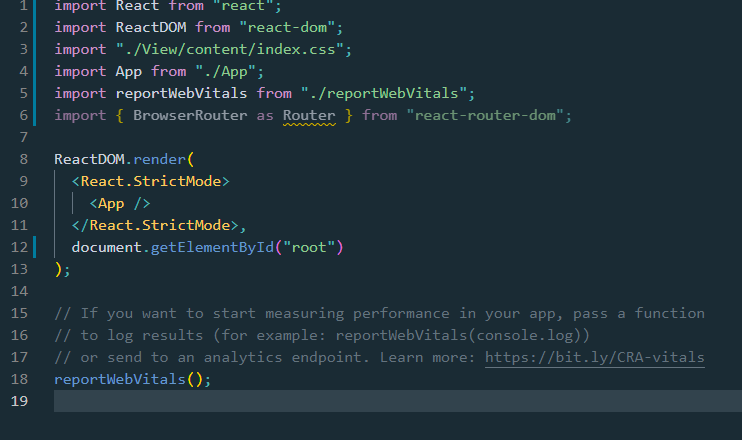 1 import React from "react";
2 import ReactDOM from "react-dom";
3 import "./View/content/index.css";
4 import App from "./App";
5 import reportWebVitals from "./reportWebVitals";
6 import { BrowserRouter as Router } from "react-router-dom";
7
8 ReactDOM.render(
9   <React.StrictMode>
10     <App />
11   </React.StrictMode>,
12   document.getElementById("root")
13 );
14
15 // If you want to start measuring performance in your app, pass a function
16 // to log results (for example: reportWebVitals(console.log))
17 // or send to an analytics endpoint. Learn more: https://bit.ly/CRA-vitals
18 reportWebVitals();
19